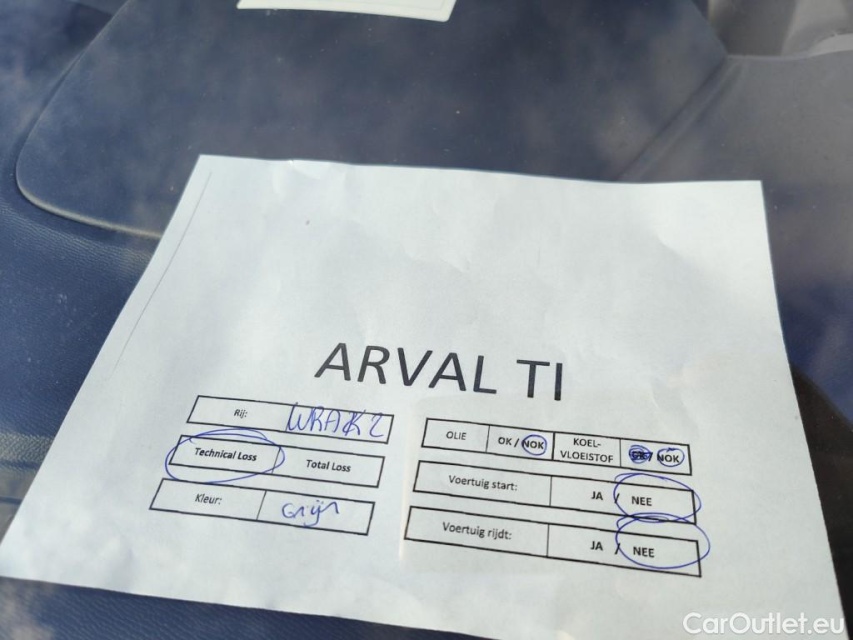 ARVAL TI
Rij: WRAK 2
Technical Loss Total Loss
Kleur: Grijs
OLIE OK / NOK KOEL-VLOEISTOF OK / NOK
Voertuig start: JA / NEE
Voertuig rijdt: JA / NEE
CarOutlet.eu